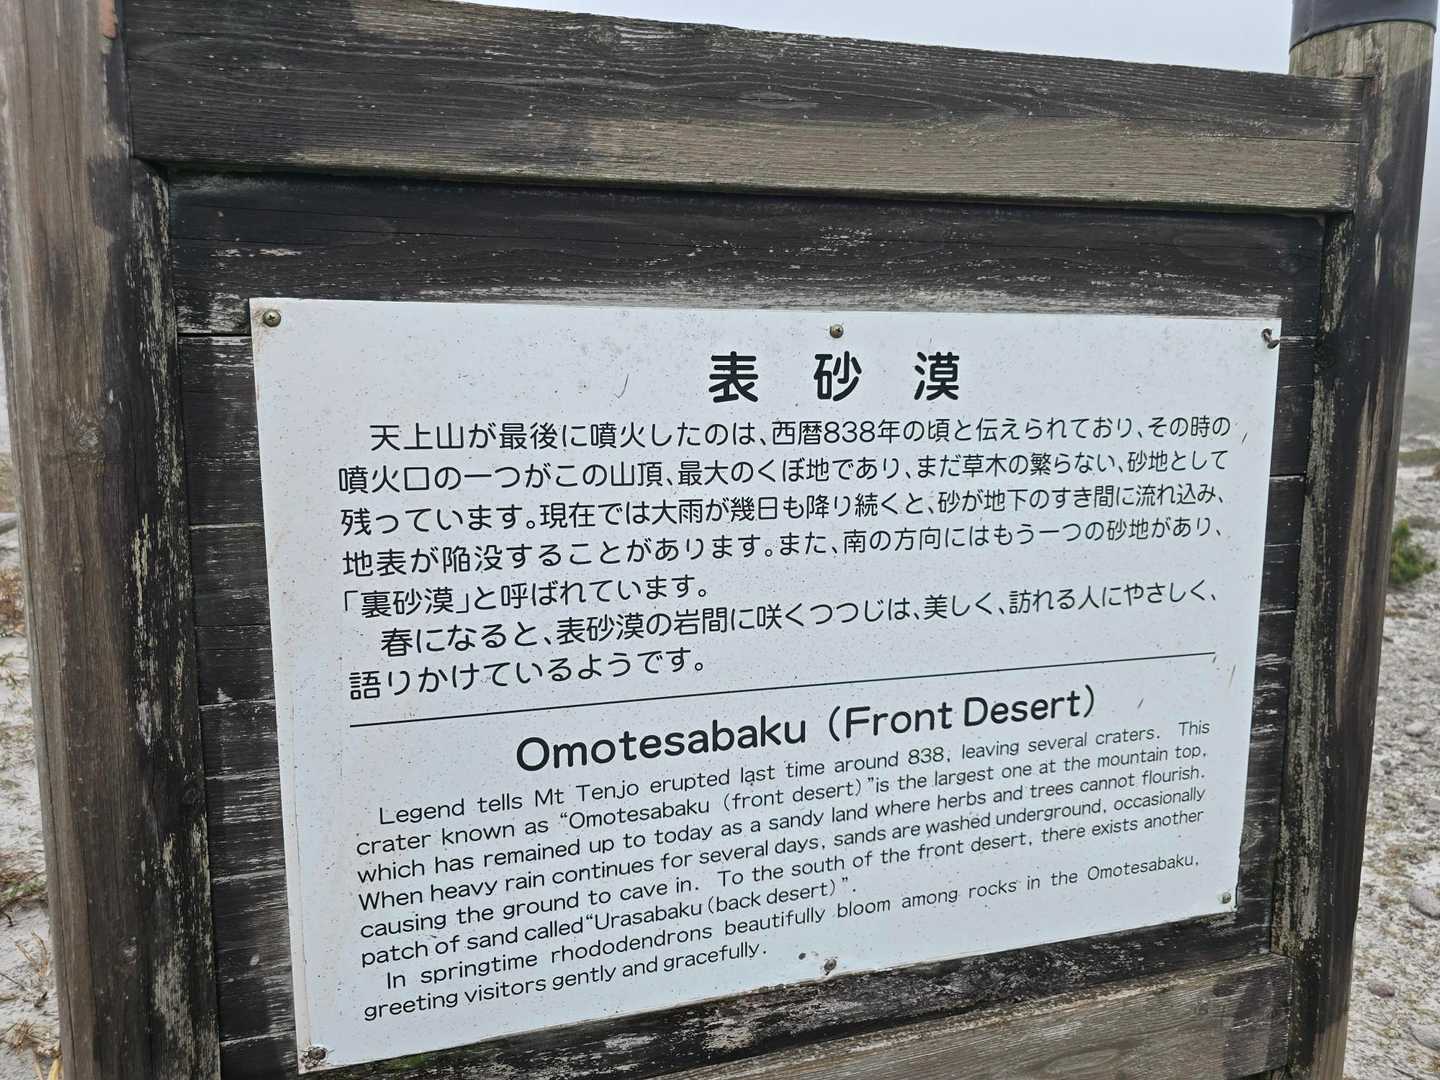 表砂漠
天上山が最後に噴火したのは、西暦838年の頃と伝えられており、その時の
噴火口の一つがこの山頂、最大のくぼ地であり、まだ草木の繁らない、砂地として
残っています。現在では大雨が幾日も降り続くと、砂が地下のすき間に流れ込み、
地表が陥没することがあります。また、南の方向にはもう一つの砂地があり、
「裏砂漠」と呼ばれています。
春になると、表砂漠の岩間に咲くつつじは、美しく、訪れる人にやさしく、
語りかけているようです。
Omotesabaku (Front Desert)
Legend tells Mt Tenjo erupted last time around 838, leaving several craters. This
crater known as “Omotesabaku (front desert)”is the largest one at the mountain top,
which has remained up to today as a sandy land where herbs and trees cannot flourish.
When heavy rain continues for several days, sands are washed underground, occasionally
causing the ground to cave in. To the south of the front desert, there exists another
patch of sand called“Urasabaku(back desert)”.
In springtime rhododendrons beautifully bloom among rocks in the Omotesabaku,
greeting visitors gently and gracefully.